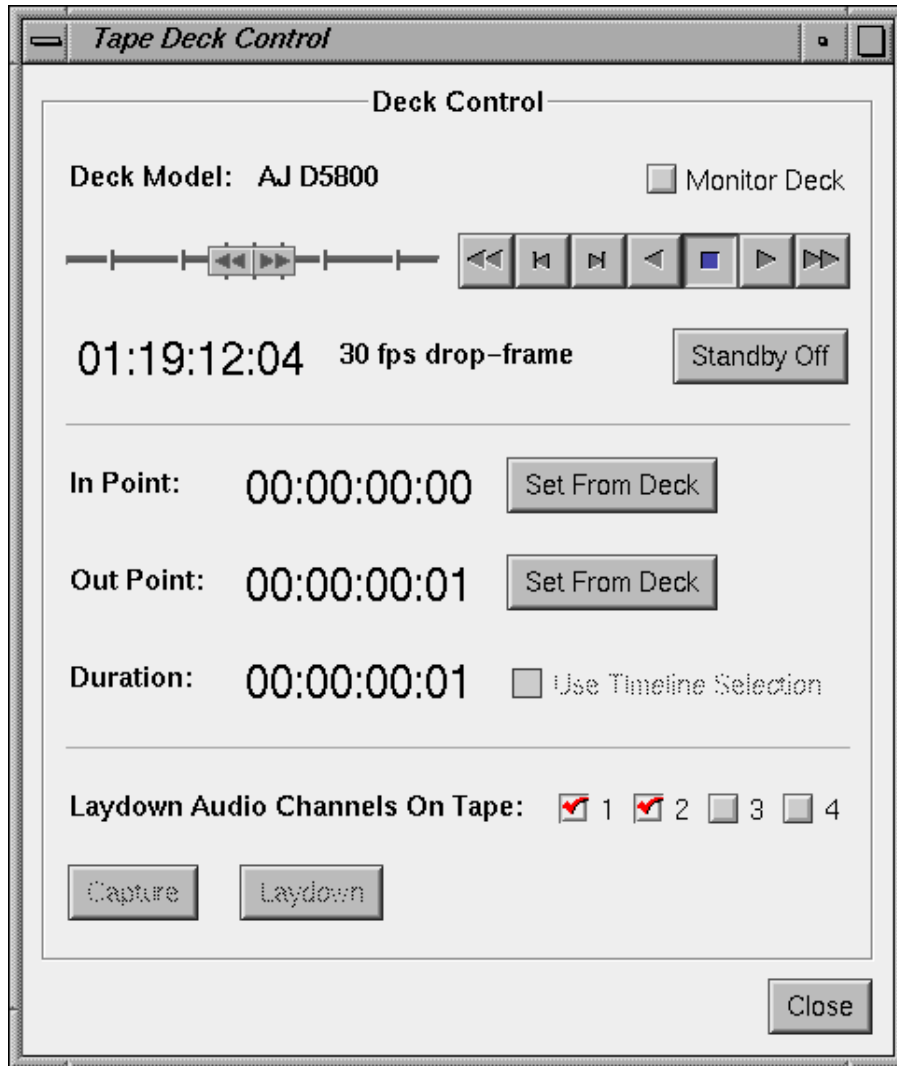 Tape Deck Control
Deck Control
Deck Model: AJ D5800
Monitor Deck
01:19:12:04 30 fps drop-frame Standby Off
In Point: 00:00:00:00 Set From Deck
Out Point: 00:00:00:01 Set From Deck
Duration: 00:00:00:01 Use Timeline Selection
Laydown Audio Channels On Tape: 1 2 3 4
Capture Laydown
Close